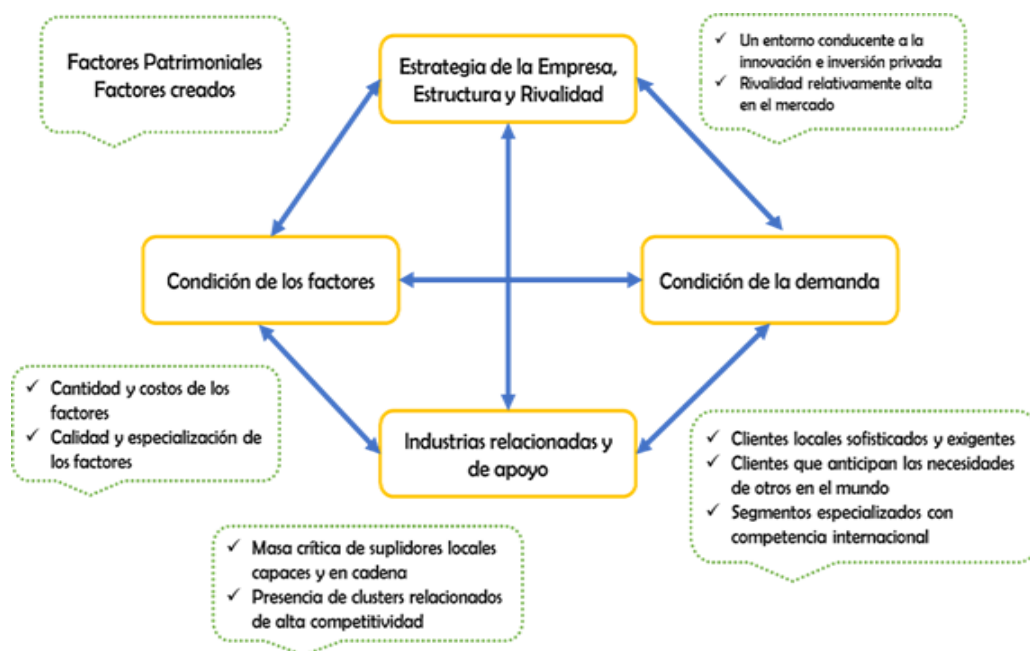 Factores Patrimoniales
Factores creados
Estrategia de la Empresa,
Estructura y Rivalidad
✓ Un entorno conducente a la
innovación e inversión privada
✓ Rivalidad relativamente alta
en el mercado
Condición de los factores
Condición de la demanda
✓ Cantidad y costos de los
factores
✓ Calidad y especialización de
los factores
Industrias relacionadas y
de apoyo
✓ Clientes locales sofisticados y exigentes
✓ Clientes que anticipan las necesidades
de otros en el mundo
✓ Segmentos especializados con
competencia internacional
✓ Masa crítica de suplidores locales
capaces y en cadena
✓ Presencia de clusters relacionados
de alta competitividad